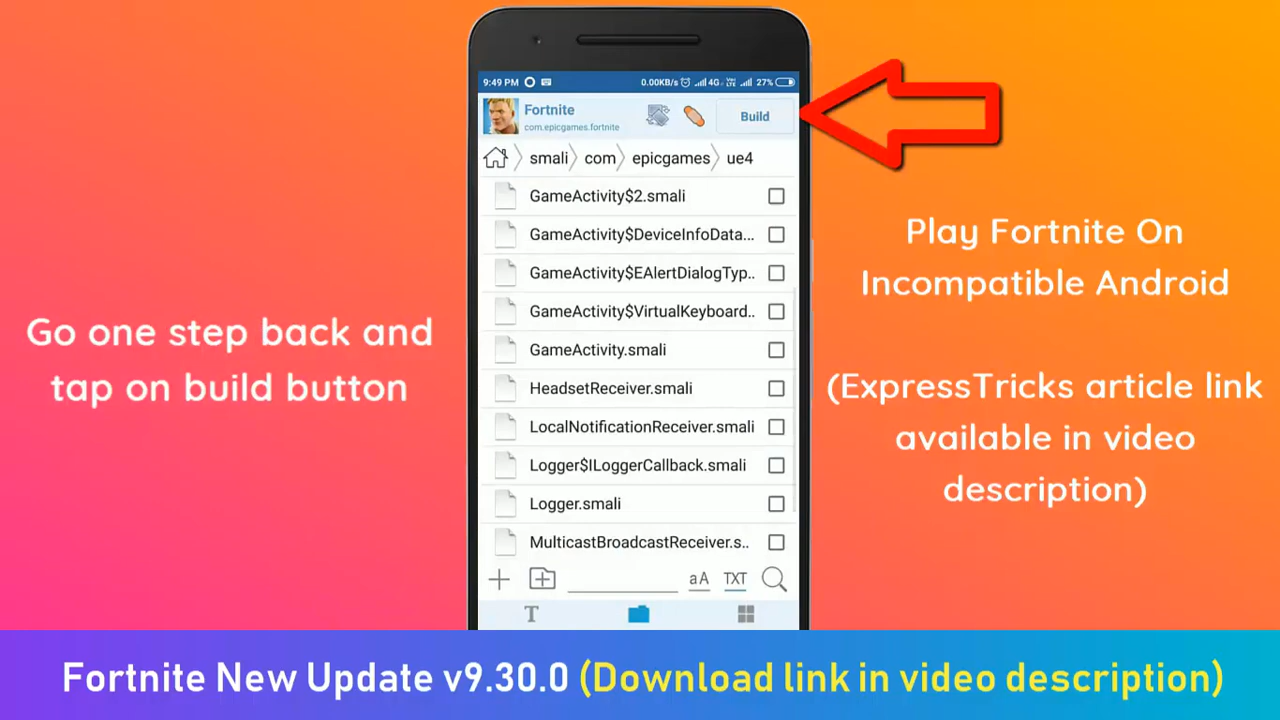 9:49 PM 0.00KB/s 4G VoLTE 27%
Fortnite
com.epicgames.fortnite
Build
smali com epicgames ue4
GameActivity$2.smali
GameActivity$DeviceInfoData...
GameActivity$EAlertDialogTyp..
GameActivity$VirtualKeyboard..
GameActivity.smali
HeadsetReceiver.smali
LocalNotificationReceiver.smali
Logger$ILoggerCallback.smali
Logger.smali
MulticastBroadcastReceiver.s..
aA TXT
T
Go one step back and
tap on build button
Play Fortnite On
Incompatible Android
(ExpressTricks article link
available in video
description)
Fortnite New Update v9.30.0 (Download link in video description)